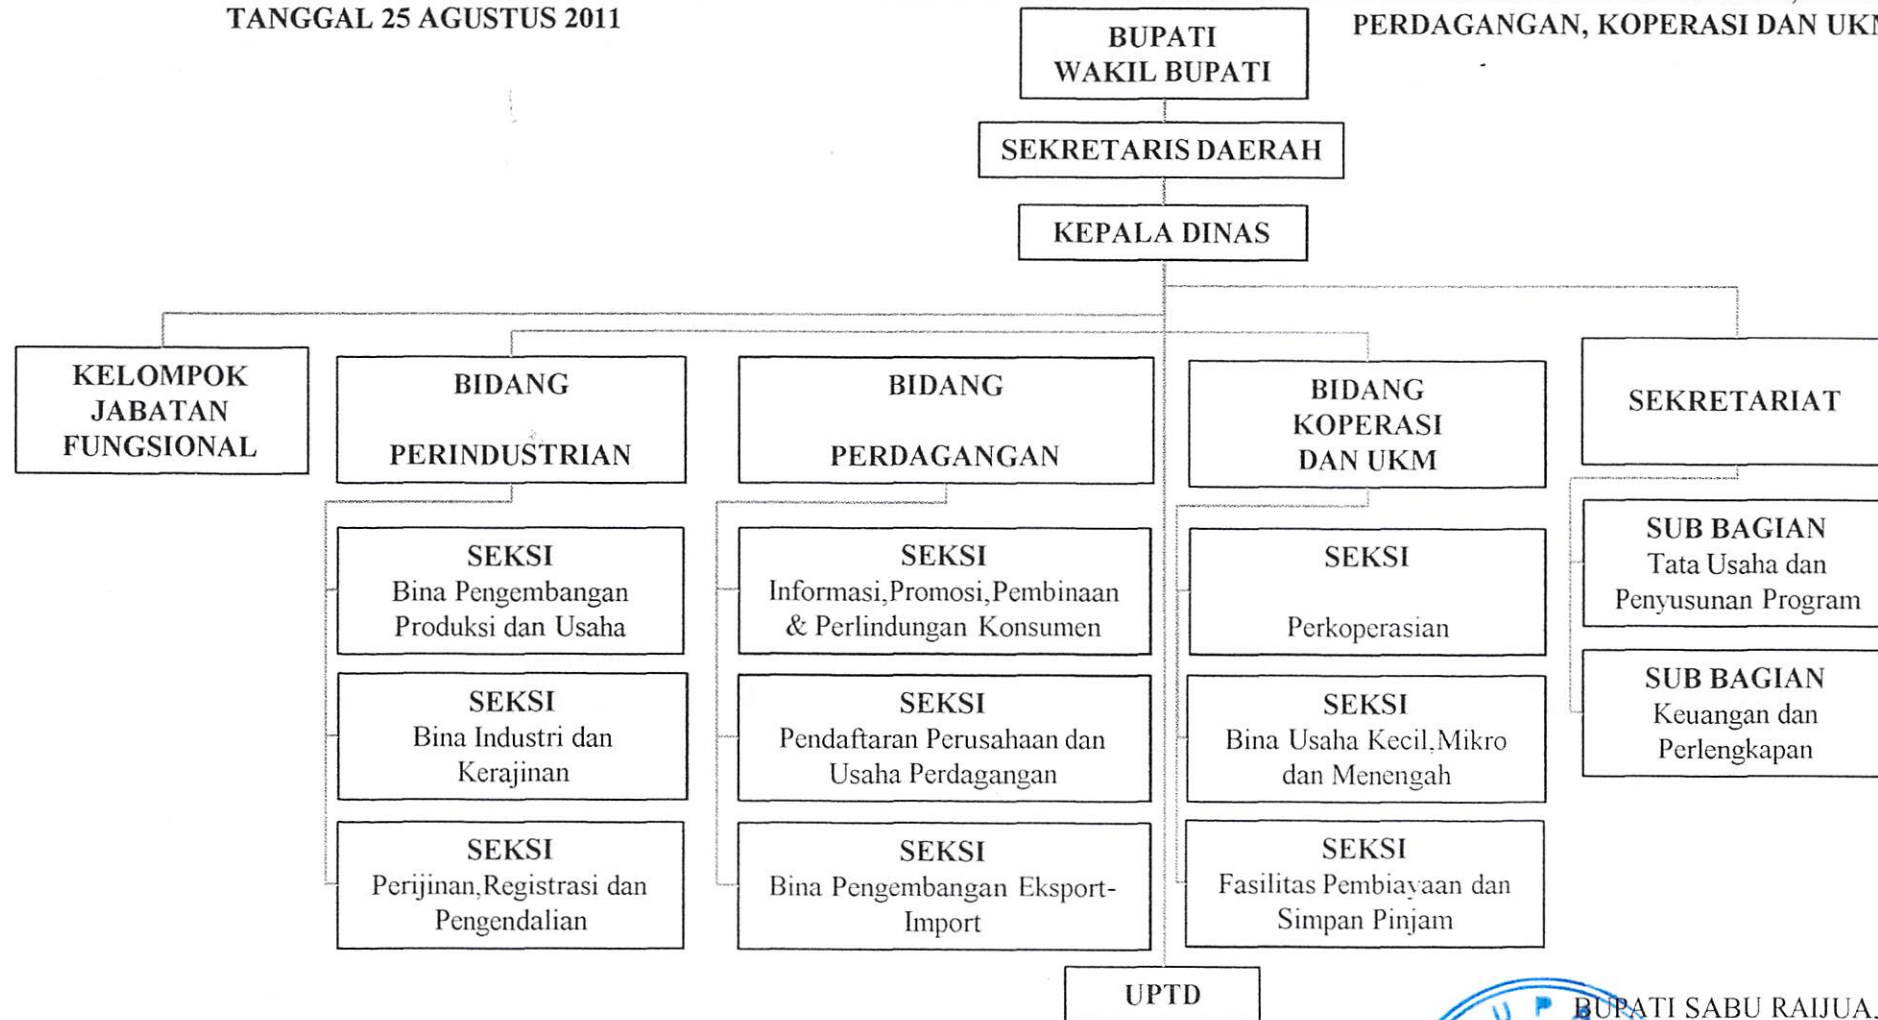 TANGGAL 25 AGUSTUS 2011
PERDAGANGAN, KOPERASI DAN UKM
BUPATI
WAKIL BUPATI
SEKRETARIS DAERAH
KEPALA DINAS
KELOMPOK
JABATAN
FUNGSIONAL
BIDANG
PERINDUSTRIAN
BIDANG
PERDAGANGAN
BIDANG
KOPERASI
DAN UKM
SEKRETARIAT
SEKSI
Bina Pengembangan
Produksi dan Usaha
SEKSI
Bina Industri dan
Kerajinan
SEKSI
Perijinan,Registrasi dan
Pengendalian
SEKSI
Informasi,Promosi,Pembinaan
& Perlindungan Konsumen
SEKSI
Pendaftaran Perusahaan dan
Usaha Perdagangan
SEKSI
Bina Pengembangan Eksport-
Import
SEKSI
Perkoperasian
SEKSI
Bina Usaha Kecil,Mikro
dan Menengah
SEKSI
Fasilitas Pembiayaan dan
Simpan Pinjam
SUB BAGIAN
Tata Usaha dan
Penyusunan Program
SUB BAGIAN
Keuangan dan
Perlengkapan
UPTD
BUPATI SABU RAIJUA,